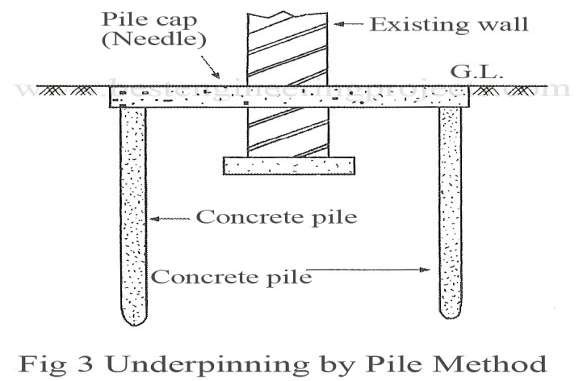 Pile cap
(Needle)
Existing wall
G.L.
Concrete pile
Concrete pile
Fig 3 Underpinning by Pile Method